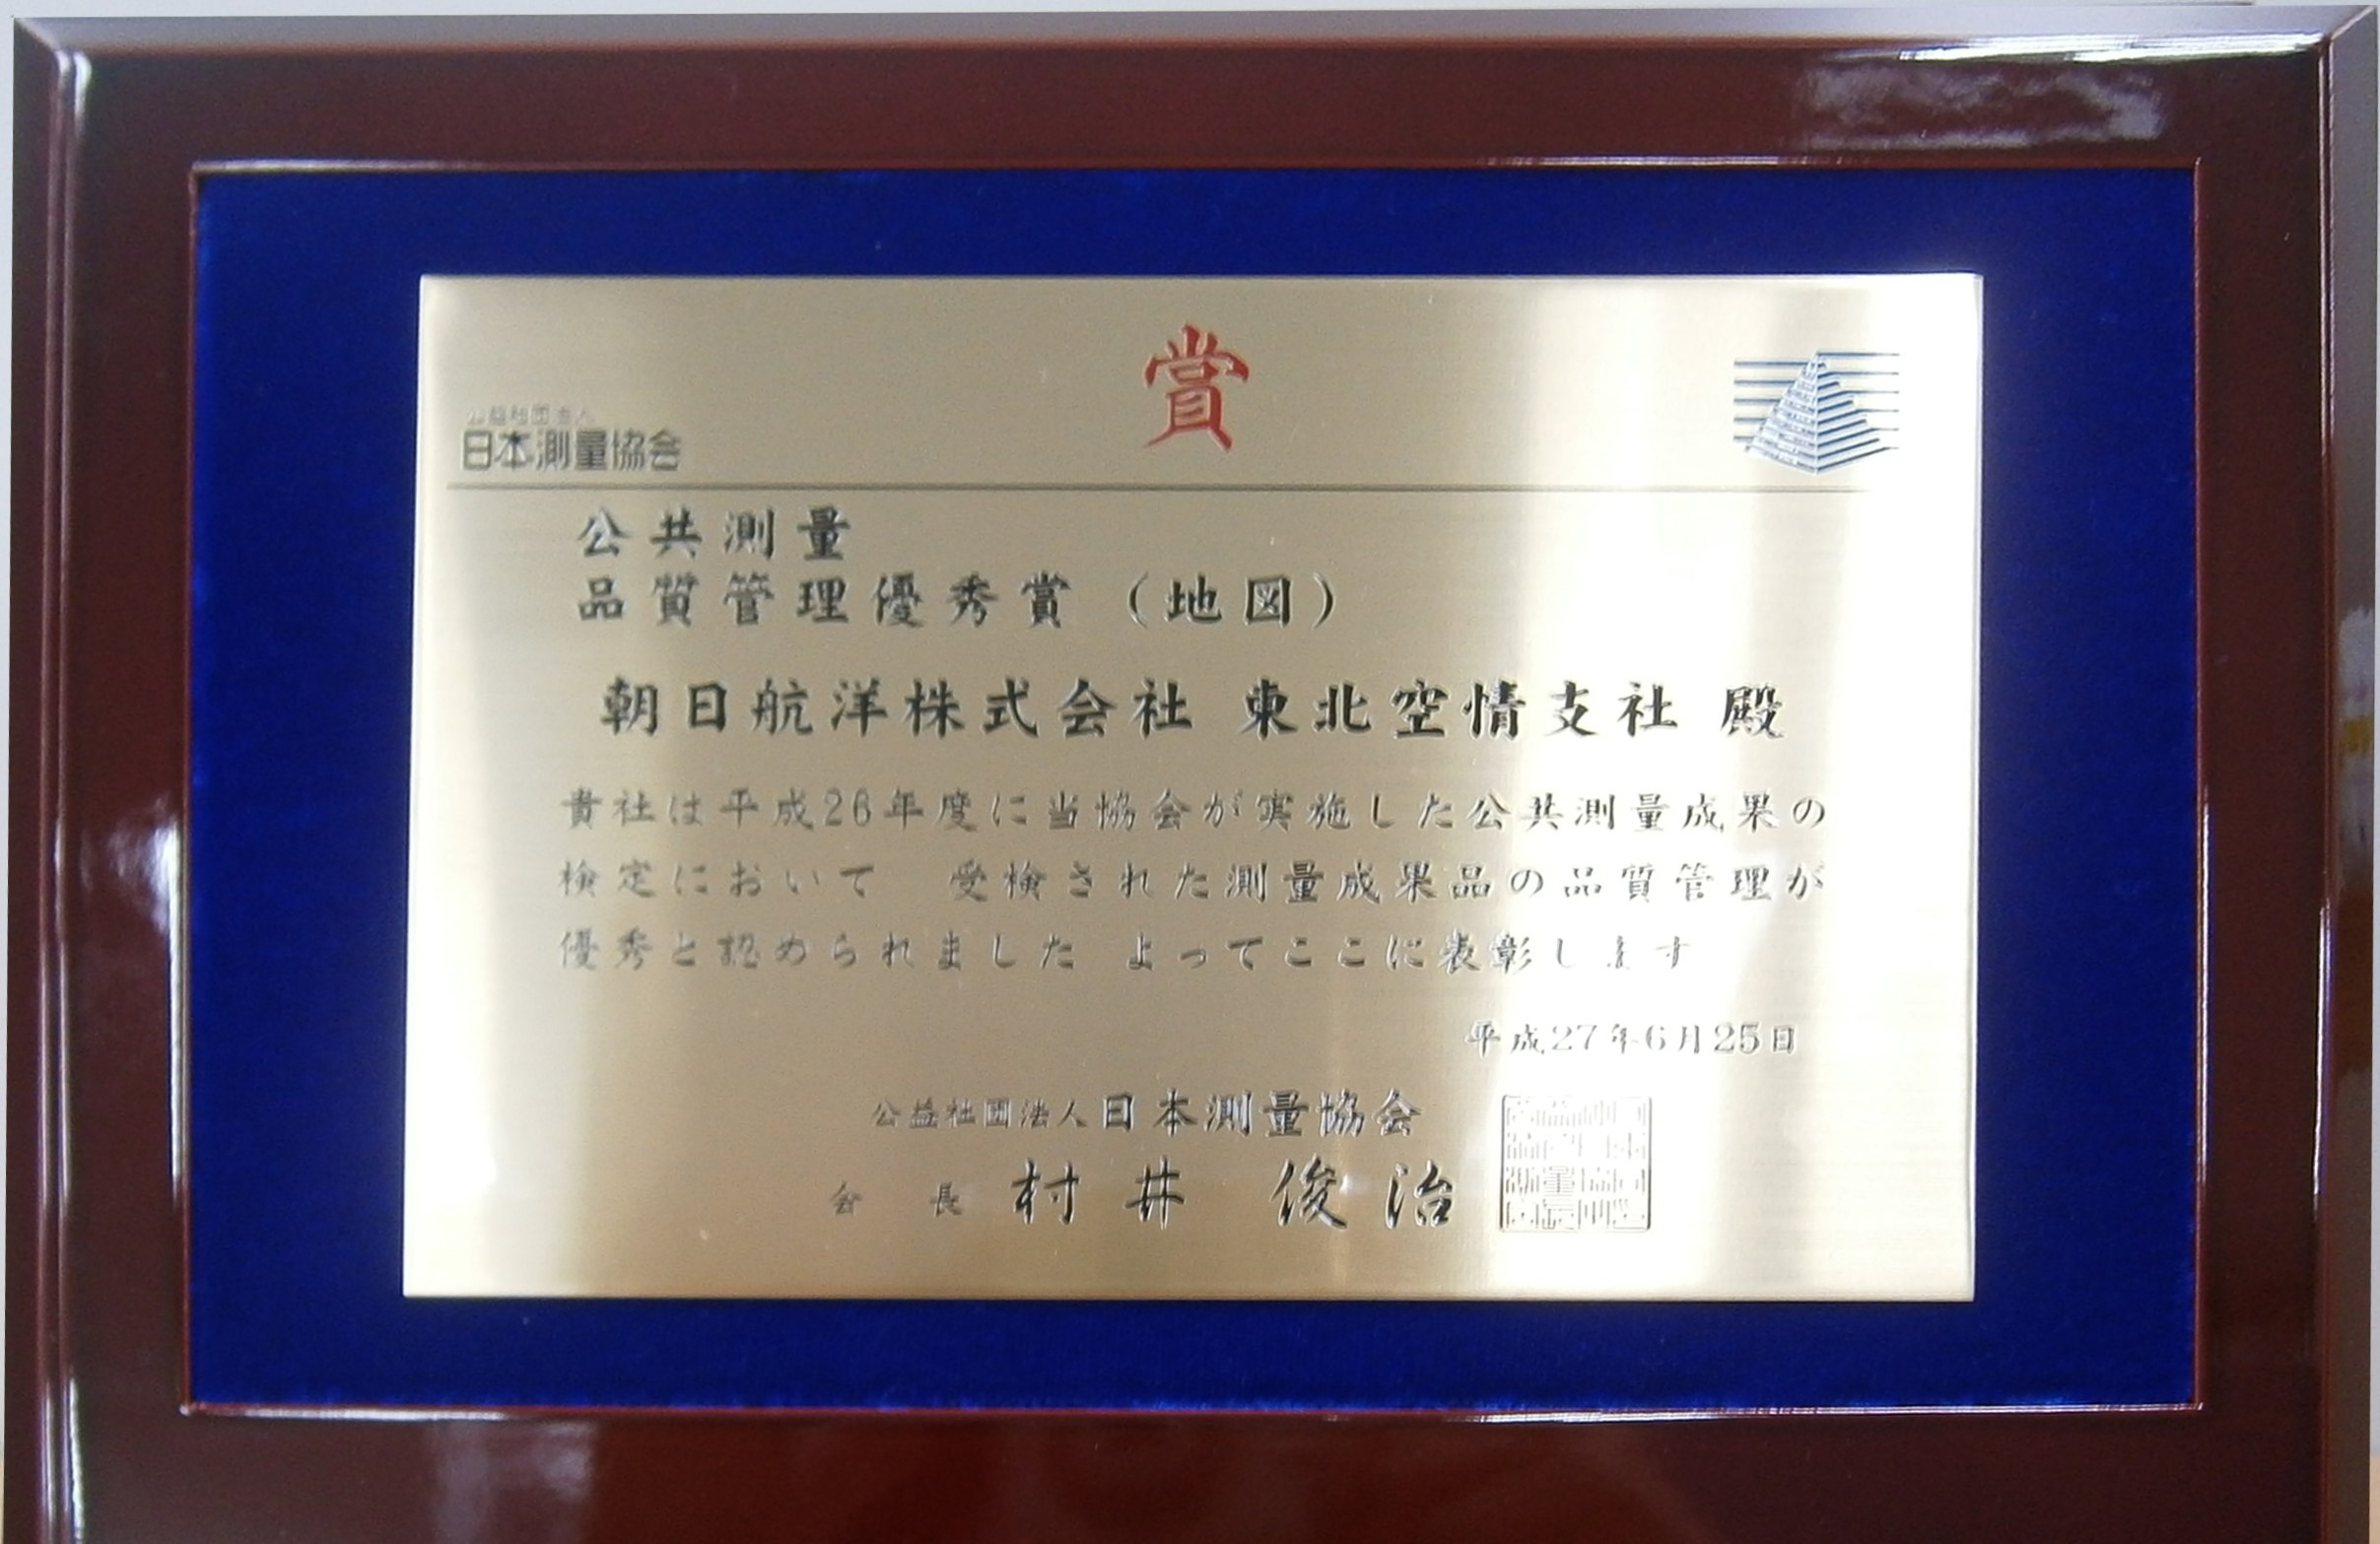 賞
公益社団法人
日本測量協会
公共測量
品質管理優秀賞（地図）
朝日航洋株式会社 東北空情支社 殿
貴社は平成26年度に当協会が実施した公共測量成果の
検定において 受検された測量成果品の品質管理が
優秀と認められました よってここに表彰します
平成27年6月25日
公益社団法人日本測量協会
会 長 村井 俊治